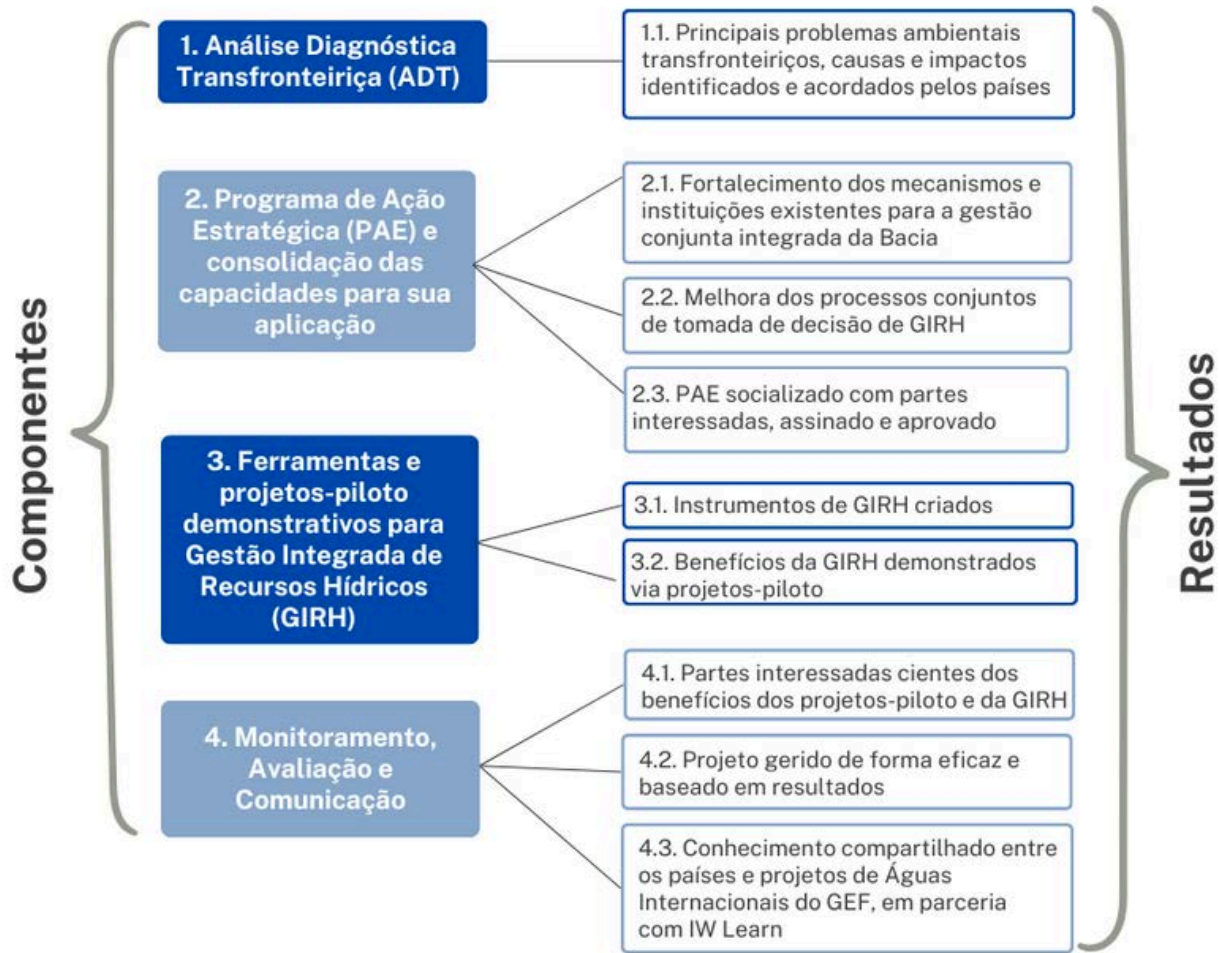 Componentes
1. Análise Diagnóstica
Transfronteiriça (ADT)
1.1. Principais problemas ambientais
transfronteiriços, causas e impactos
identificados e acordados pelos países
2. Programa de Ação
Estratégica (PAE) e
consolidação das
capacidades para sua
aplicação
2.1. Fortalecimento dos mecanismos e
instituições existentes para a gestão
conjunta integrada da Bacia
2.2. Melhora dos processos conjuntos
de tomada de decisão de GIRH
2.3. PAE socializado com partes
interessadas, assinado e aprovado
3. Ferramentas e
projetos-piloto
demonstrativos para
Gestão Integrada de
Recursos Hídricos
(GIRH)
3.1. Instrumentos de GIRH criados
3.2. Benefícios da GIRH demonstrados
via projetos-piloto
4. Monitoramento,
Avaliação e
Comunicação
4.1. Partes interessadas cientes dos
benefícios dos projetos-piloto e da GIRH
4.2. Projeto gerido de forma eficaz e
baseado em resultados
4.3. Conhecimento compartilhado entre
os países e projetos de Águas
Internacionais do GEF, em parceria
com IW Learn
Resultados